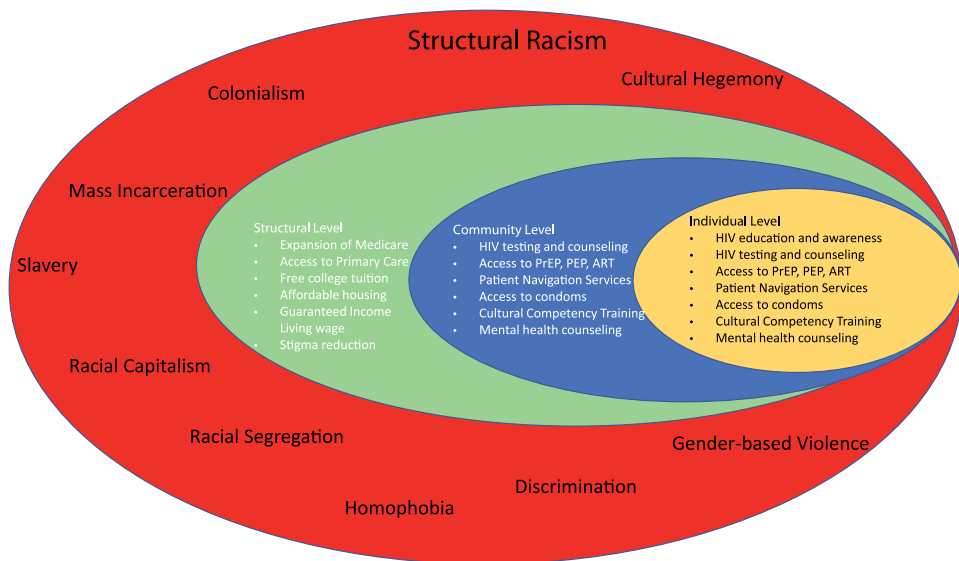 Structural Racism
Cultural Hegemony
Colonialism
Mass Incarceration
Slavery
Racial Capitalism
Racial Segregation
Homophobia
Discrimination
Gender-based Violence
Structural Level
• Expansion of Medicare
• Access to Primary Care
• Free college tuition
• Affordable housing
• Guaranteed Income
Living wage
• Stigma reduction
Community Level
• HIV testing and counseling
• Access to PrEP, PEP, ART
• Patient Navigation Services
• Access to condoms
• Cultural Competency Training
• Mental health counseling
Individual Level
• HIV education and awareness
• HIV testing and counseling
• Access to PrEP, PEP, ART
• Patient Navigation Services
• Access to condoms
• Cultural Competency Training
• Mental health counseling